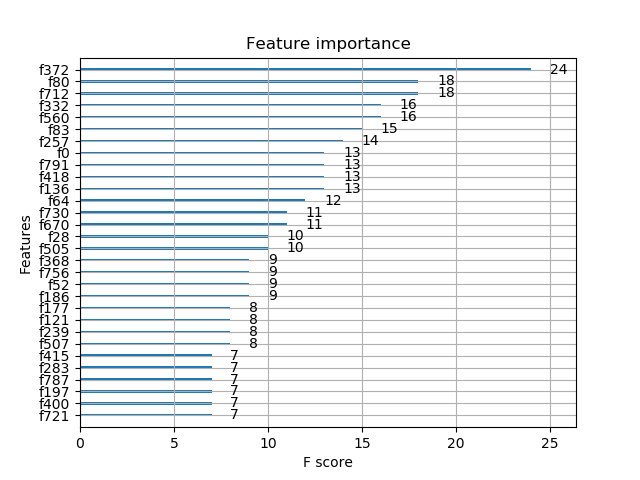 Feature importance
f372 24
f80 18
f712 18
f332 16
f560 16
f83 15
f257 14
f0 13
f791 13
f418 13
f136 13
f64 12
f730 11
f670 11
f28 10
f505 10
f368 9
f756 9
f52 9
f186 9
f177 8
f121 8
f239 8
f507 8
f415 7
f283 7
f787 7
f197 7
f400 7
f721 7
Features
0 5 10 15 20 25
F score